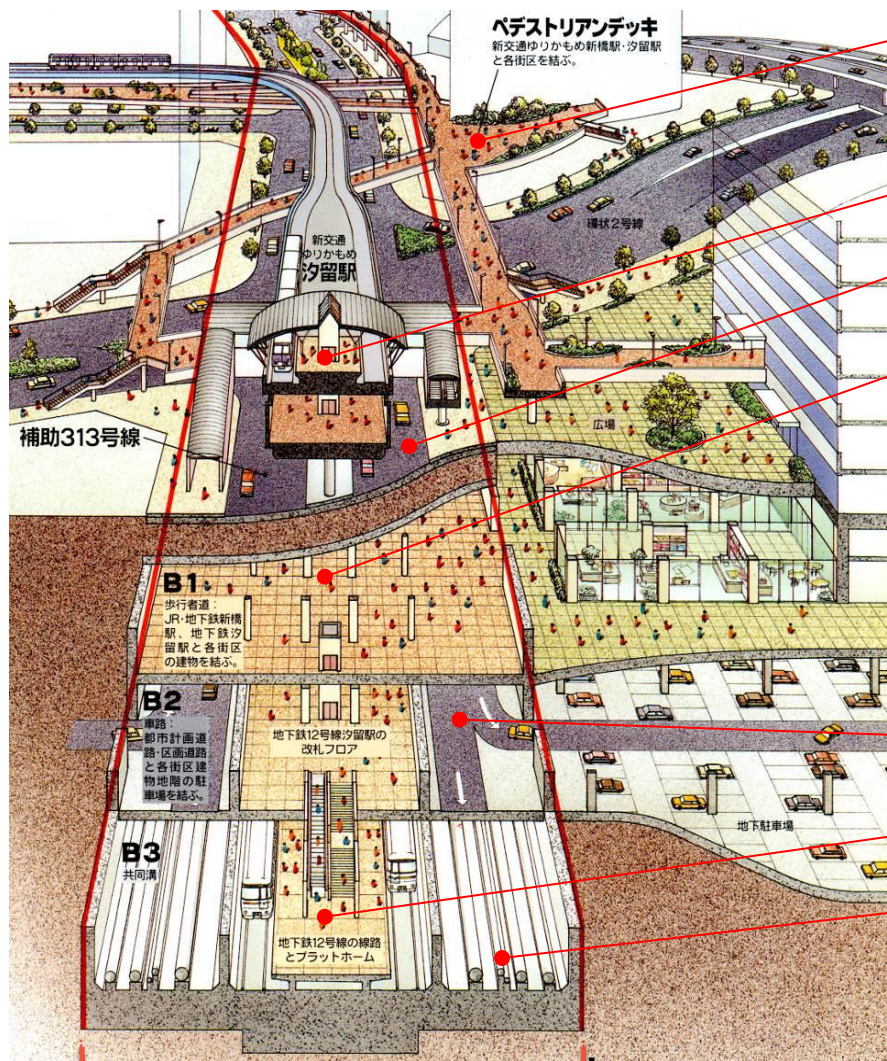 ペデストリアンデッキ
新交通ゆりかもめ新橋駅・汐留駅
と各街区を結ぶ。
環状2号線
新交通
ゆりかもめ
汐留駅
広場
補助313号線
B1
歩行者道：
JR・地下鉄新橋
駅、地下鉄汐
留駅と各街区
の建物を結ぶ。
B2
車路：
都市計画道
路・区画道路
と各街区建
物地階の駐
車場を結ぶ。
地下鉄12号線汐留駅の
改札フロア
地下駐車場
B3
共同溝
地下鉄12号線の線路
とプラットホーム